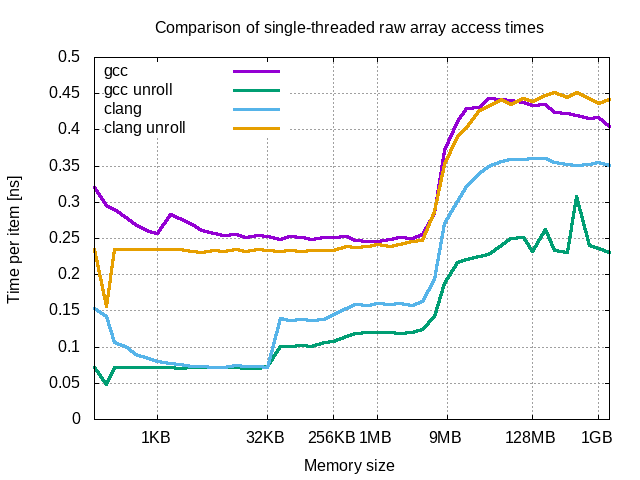 Comparison of single-threaded raw array access times
gcc
gcc unroll
clang
clang unroll
0.5
0.45
0.4
0.35
0.3
0.25
0.2
0.15
0.1
0.05
0
Time per item [ns]
1KB 32KB 256KB 1MB 9MB 128MB 1GB
Memory size